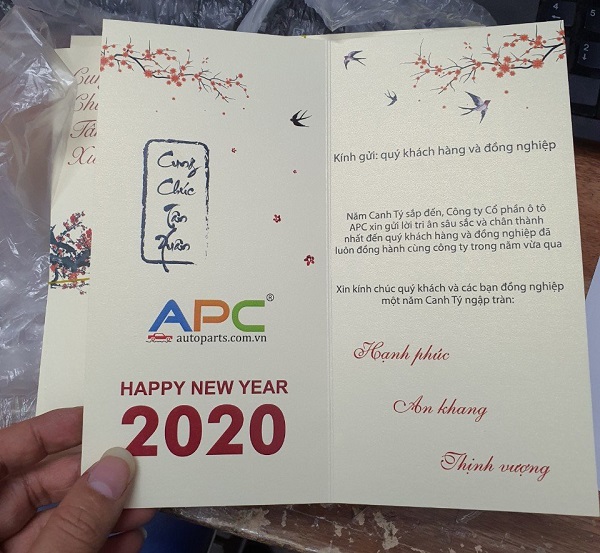 Cung
Chúc
Tân
Xuân
APC®
autoparts.com.vn
HAPPY NEW YEAR
2020
Kính gửi: quý khách hàng và đồng nghiệp
Năm Canh Tý sắp đến, Công ty Cổ phần ô tô
APC xin gửi lời tri ân sâu sắc và chân thành
nhất đến quý khách hàng và đồng nghiệp đã
luôn đồng hành cùng công ty trong năm vừa qua
Xin kính chúc quý khách và các bạn đồng nghiệp
một năm Canh Tý ngập tràn:
Hạnh phúc
An khang
Thịnh vượng